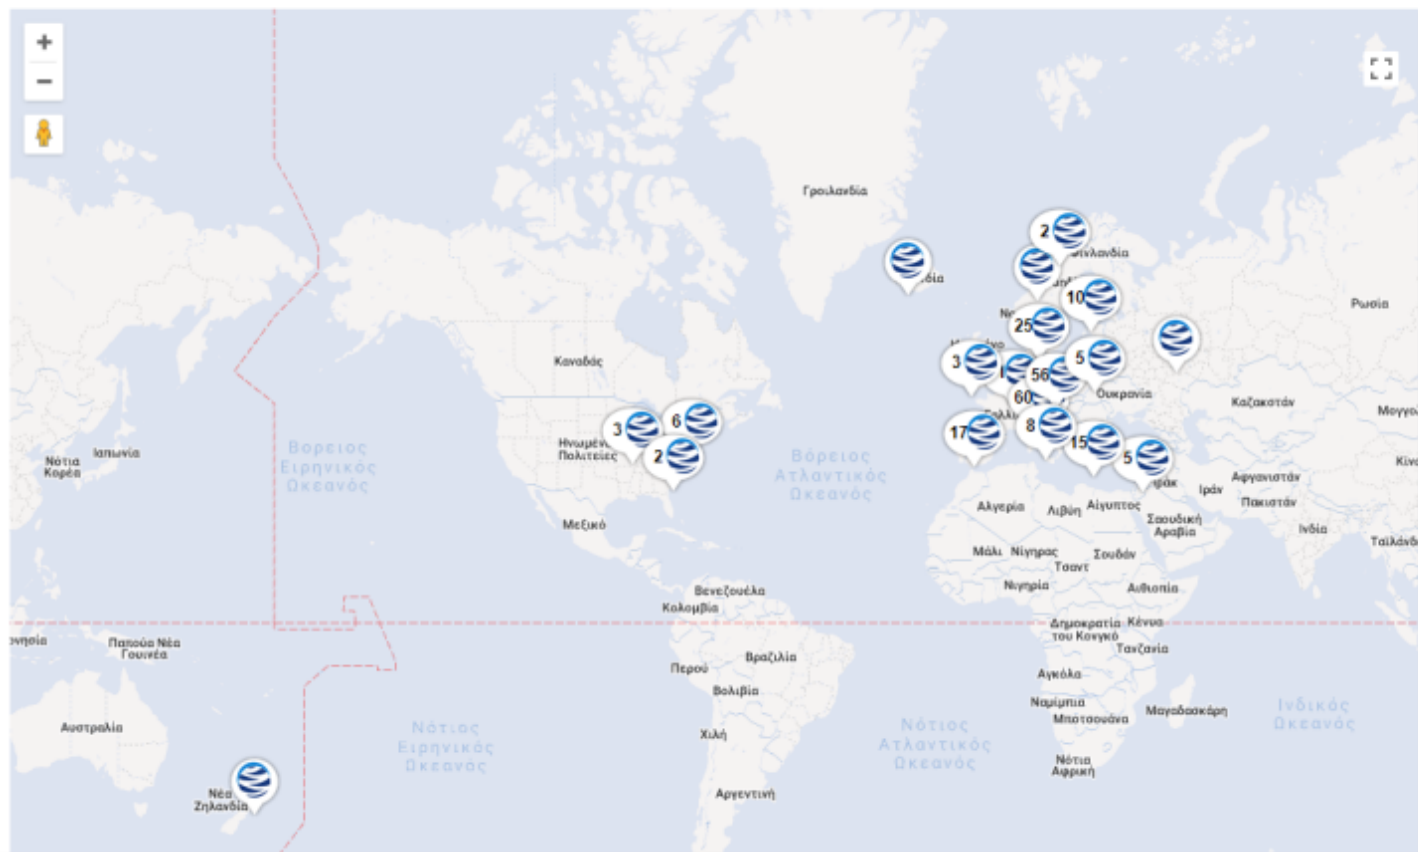 +
−
Γροιλανδία
2
Φινλανδία
10
Ρωσία
25
3
56
5
60
Καναδάς
Ουκρανία
Καζακστάν
6
3
2
17
8
15
5
Ηνωμένες
Πολιτείες
Νότια
Κορέα
Ιαπωνία
Βόρειος
Ειρηνικός
Ωκεανός
Βόρειος
Ατλαντικός
Ωκεανός
Αλγερία
Λιβύη
Αίγυπτος
Ιράν
Αφγανιστάν
Πακιστάν
Σαουδική
Αραβία
Ινδία
Μεξικό
Μάλι
Νίγηρας
Τσαντ
Σουδάν
Νιγηρία
Αιθιοπία
Βενεζουέλα
Κολομβία
Δημοκρατία
του Κονγκό
Κένυα
Τανζανία
Παπούα Νέα
Γουινέα
Περού
Βραζιλία
Βολιβία
Αγκόλα
Ναμίμπια
Μποτσουάνα
Μαδαγασκάρη
Ινδικός
Ωκεανός
Αυστραλία
Νότιος
Ειρηνικός
Ωκεανός
Χιλή
Νότιος
Ατλαντικός
Ωκεανός
Νότια
Αφρική
Αργεντινή
Νέα
Ζηλανδία